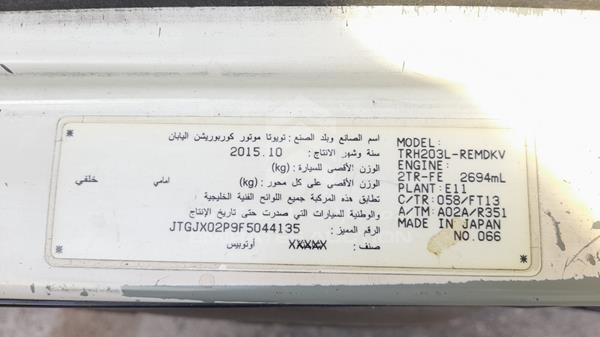 اسم الصانع وبلد الصنع : تويوتا موتور كوربوريشن اليابان
سنة وشهر الانتاج : 2015.10
الوزن الأقصى للسيارة : (kg)
الوزن الأقصى على كل محور : (kg) امامي خلفي
تطابق هذه المركبة جميع اللوائح الفنية الخليجية
والوطنية للسيارات التى صدرت حتى تاريخ الإنتاج
الرقم المميز : JTGJX02P9F5044135
صنف : XXXXX أوتوبيس
MODEL:
TRH203L-REMDKV
ENGINE:
2TR-FE 2694mL
PLANT: E11
C/TR: 058/FT13
A/TM: A02A/R351
MADE IN JAPAN
NO.066